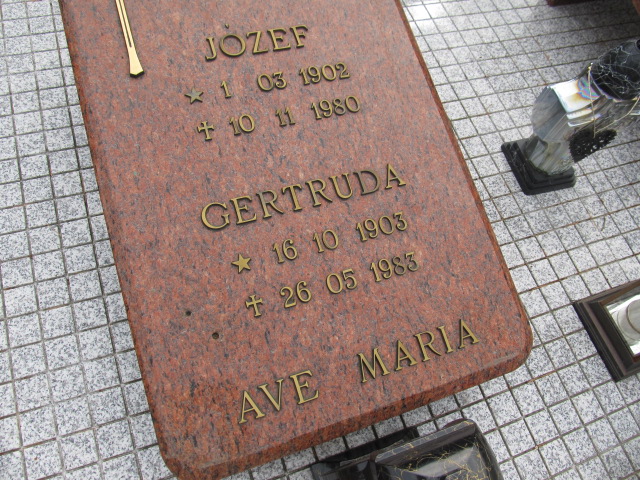 JÓZEF
★ 1 03 1902
✝ 10 11 1980
GERTRUDA
★ 16 10 1903
✝ 26 05 1983
AVE MARIA